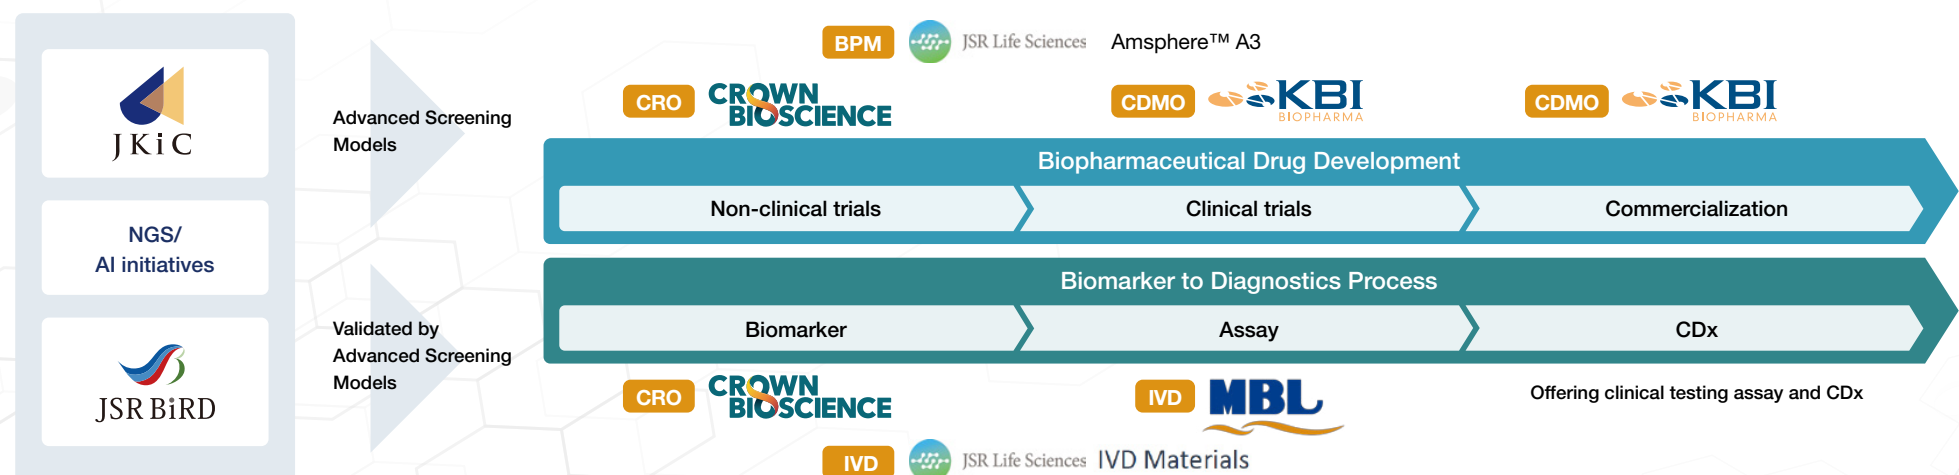 JKiC
NGS/
AI initiatives
JSR BiRD
Advanced Screening
Models
Validated by
Advanced Screening
Models
BPM JSR Life Sciences Amsphere™ A3
CRO CROWN
BIOSCIENCE
CDMO KBI
BIOPHARMA
CDMO KBI
BIOPHARMA
Biopharmaceutical Drug Development
Non-clinical trials
Clinical trials
Commercialization
Biomarker to Diagnostics Process
Biomarker
Assay
CDx
CRO CROWN
BIOSCIENCE
IVD MBL
Offering clinical testing assay and CDx
IVD JSR Life Sciences IVD Materials